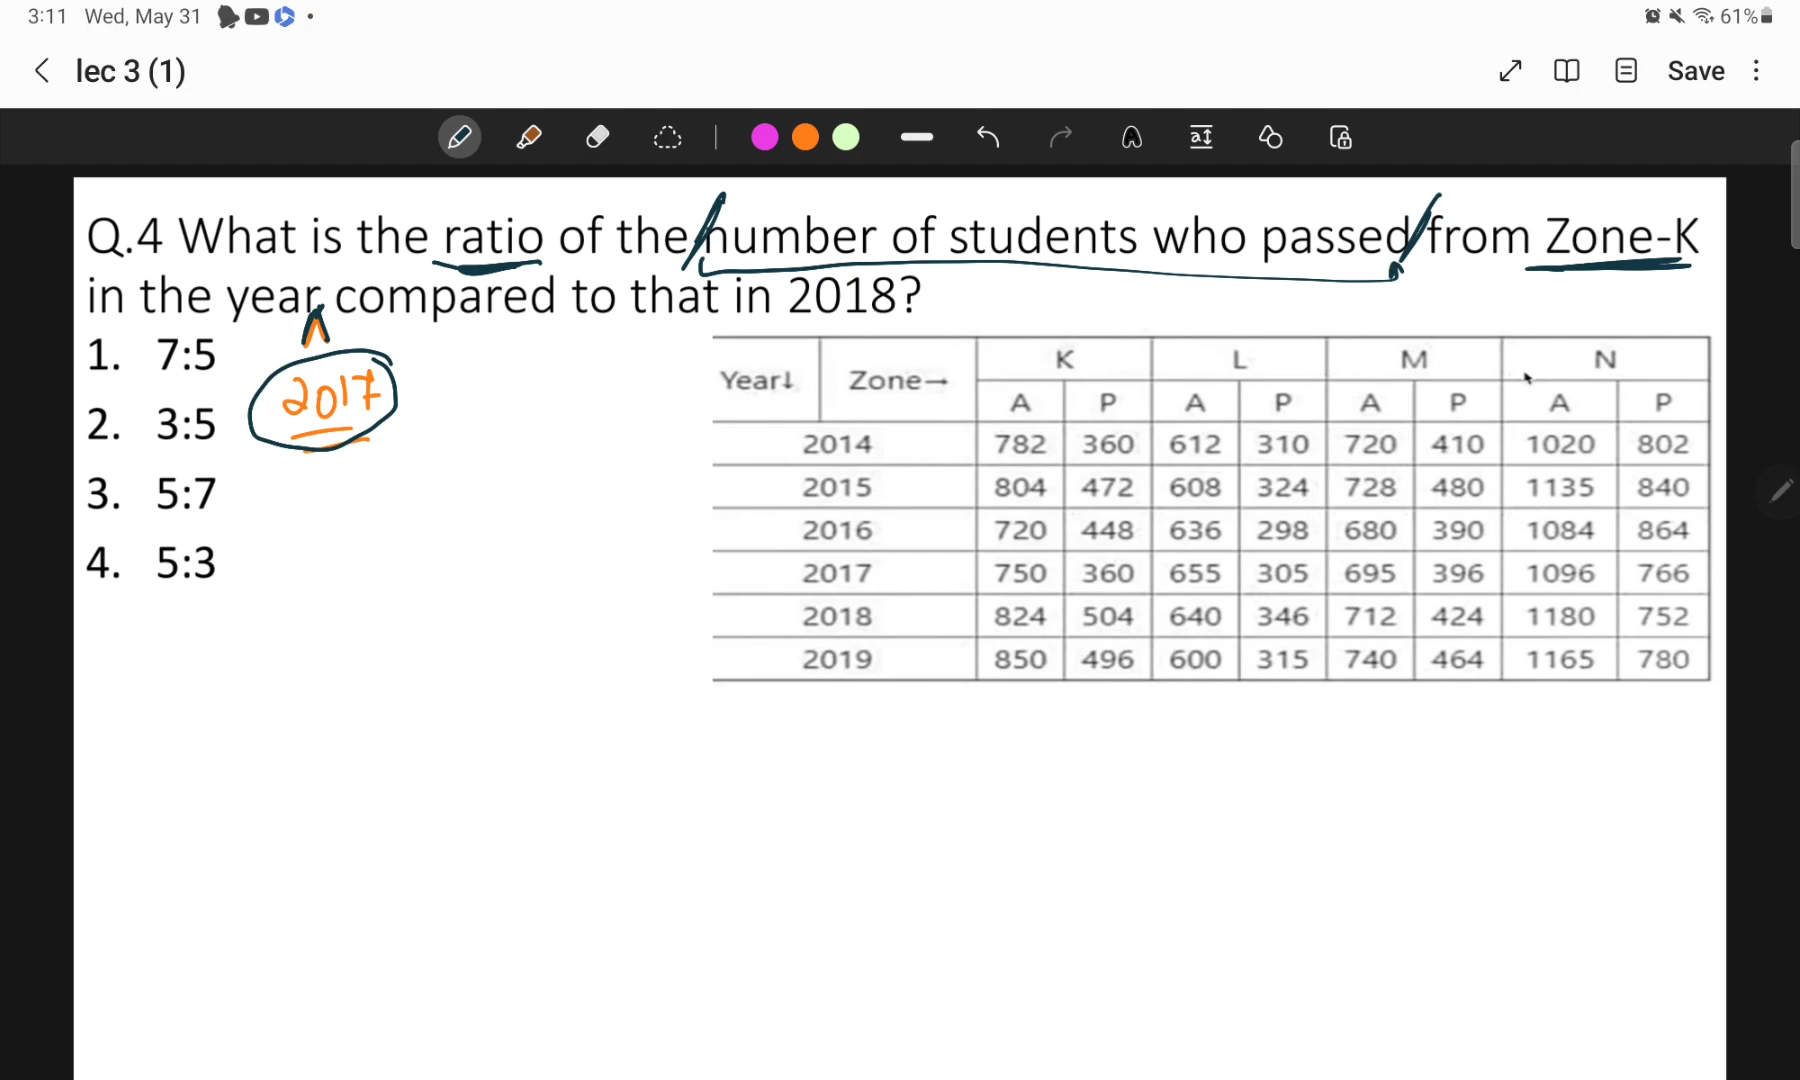 3:11 Wed, May 31
61%
lec 3 (1)
Save
Q.4 What is the ratio of the number of students who passed from Zone-K
in the year compared to that in 2018?
2017
1. 7:5
2. 3:5
3. 5:7
4. 5:3
Year↓ Zone→ K L M N
A P A P A P A P
2014 782 360 612 310 720 410 1020 802
2015 804 472 608 324 728 480 1135 840
2016 720 448 636 298 680 390 1084 864
2017 750 360 655 305 695 396 1096 766
2018 824 504 640 346 712 424 1180 752
2019 850 496 600 315 740 464 1165 780